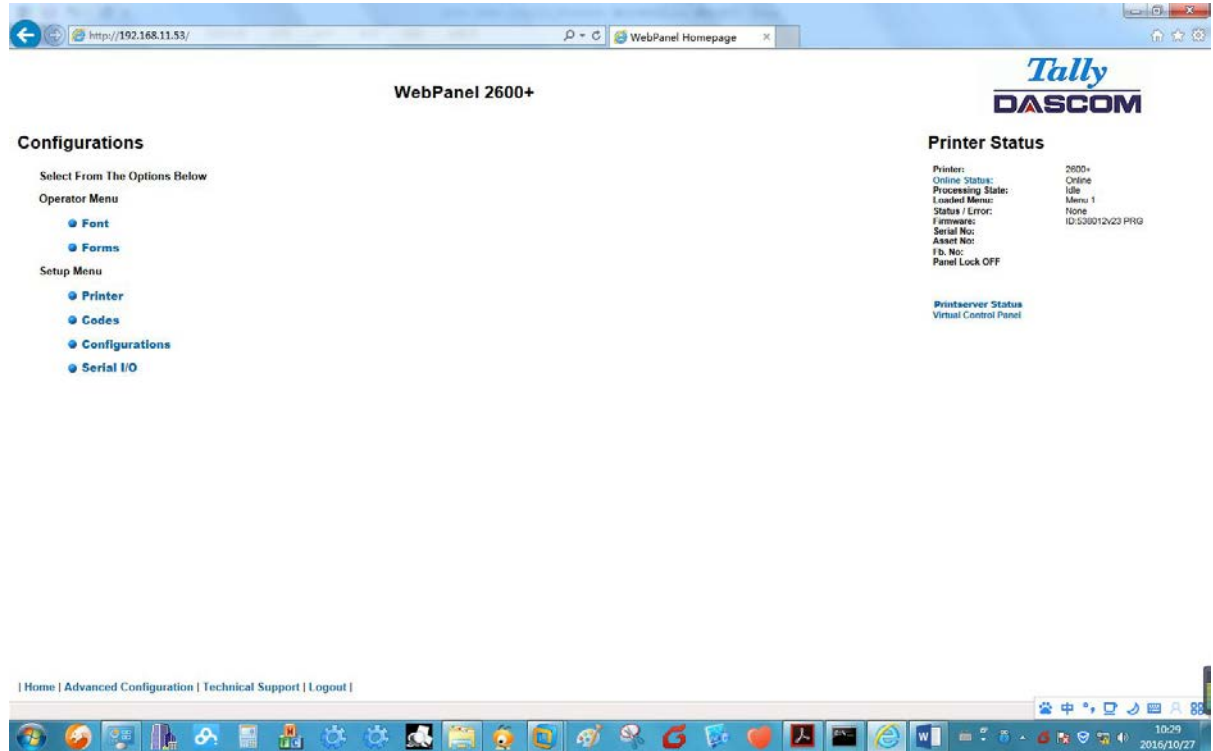 http://192.168.11.53/
WebPanel Homepage
WebPanel 2600+
Tally
DASCOM
Configurations
Select From The Options Below
Operator Menu
Font
Forms
Setup Menu
Printer
Codes
Configurations
Serial I/O
Printer Status
Printer: 2600+
Online Status: Online
Processing State: Idle
Loaded Menu: Menu 1
Status / Error: None
Firmware: ID:538012v23 PRG
Serial No:
Asset No:
Fb. No:
Panel Lock OFF
Printserver Status
Virtual Control Panel
| Home | Advanced Configuration | Technical Support | Logout |
中
10:29
2016/10/27